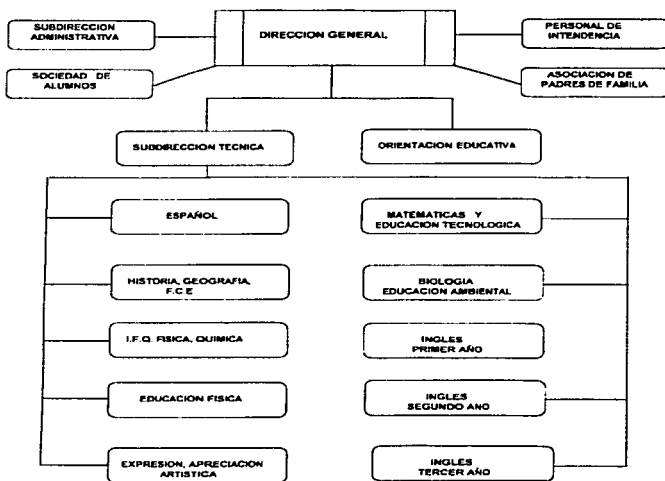 SUBDIRECCION
ADMINISTRATIVA
DIRECCION GENERAL
PERSONAL DE
INTENDENCIA
SOCIEDAD DE
ALUMNOS
ASOCIACION DE
PADRES DE FAMILIA
SUBDIRECCION TECNICA
ORIENTACION EDUCATIVA
ESPAÑOL
MATEMATICAS Y
EDUCACION TECNOLOGICA
HISTORIA, GEOGRAFIA,
F.C.E
BIOLOGIA
EDUCACION AMBIENTAL
I.F.Q. FISICA, QUIMICA
INGLES
PRIMER AÑO
EDUCACION FISICA
INGLES
SEGUNDO ANO
EXPRESION, APRECIACION
ARTISTICA
INGLES
TERCER AÑO